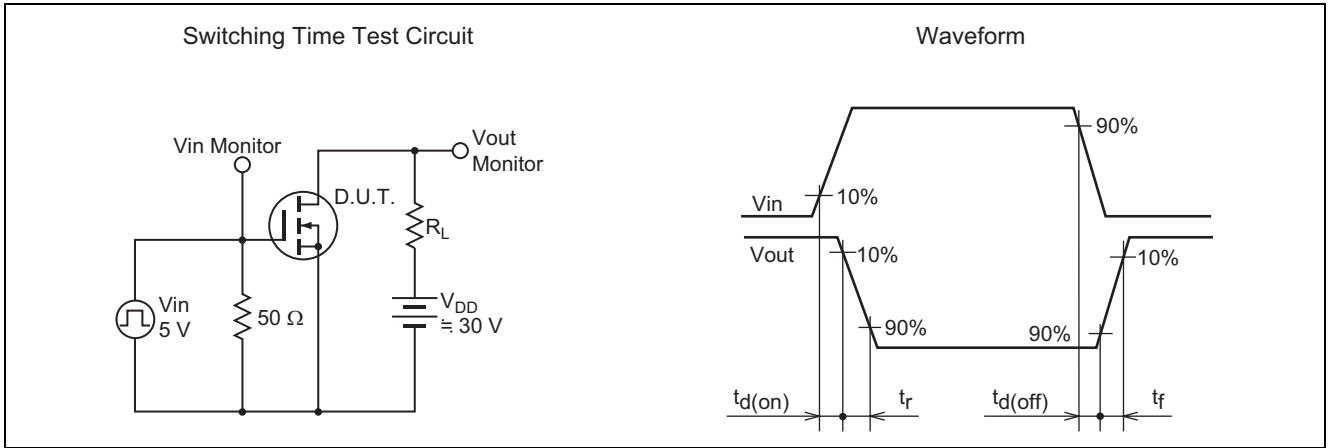 Switching Time Test Circuit
Waveform
Vin Monitor
Vout
Monitor
D.U.T.
RL
Vin
5 V
50 Ω
VDD
≒ 30 V
90%
10%
Vin
Vout
10%
10%
90%
90%
td(on)
tr
td(off)
tf